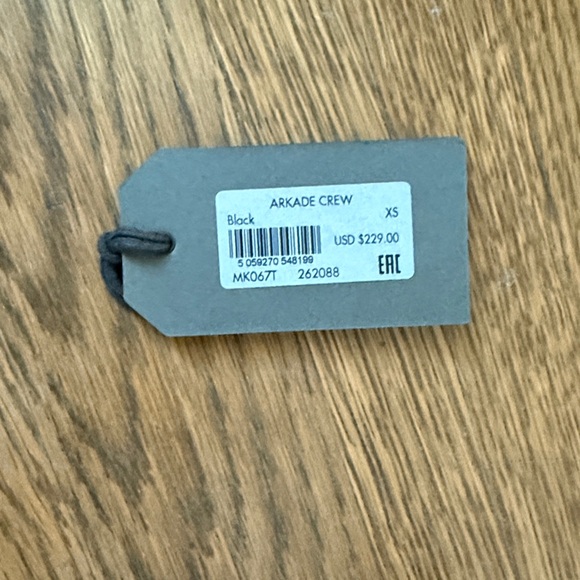 ARKADE CREW
Black XS
USD $229.00
5 059270 548199
MK067T 262088 EAC